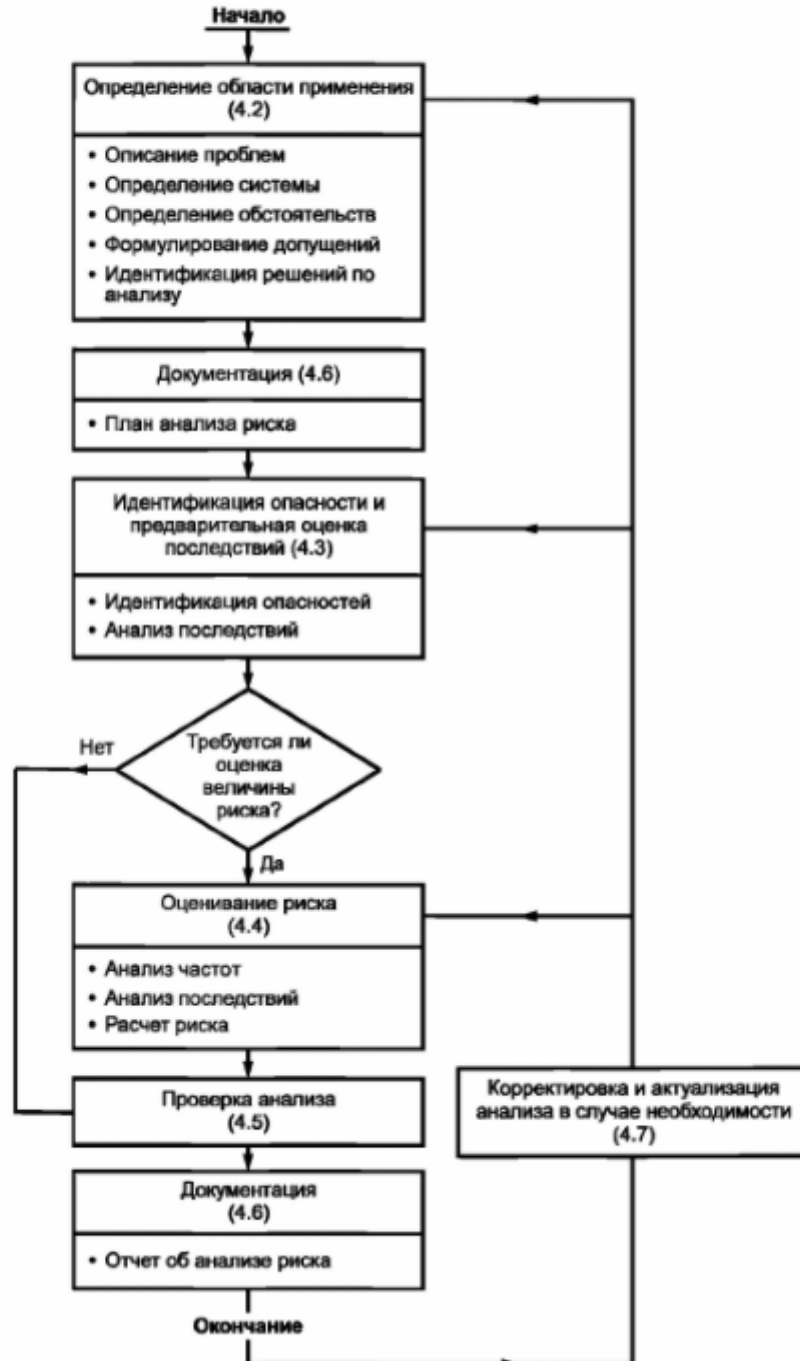 Начало
Определение области применения
(4.2)
• Описание проблем
• Определение системы
• Определение обстоятельств
• Формулирование допущений
• Идентификация решений по
анализу
Документация (4.6)
• План анализа риска
Идентификация опасности и
предварительная оценка
последствий (4.3)
• Идентификация опасностей
• Анализ последствий
Нет
Требуется ли
оценка
величины
риска?
Да
Оценивание риска
(4.4)
• Анализ частот
• Анализ последствий
• Расчет риска
Проверка анализа
(4.5)
Корректировка и актуализация
анализа в случае необходимости
(4.7)
Документация
(4.6)
• Отчет об анализе риска
Окончание